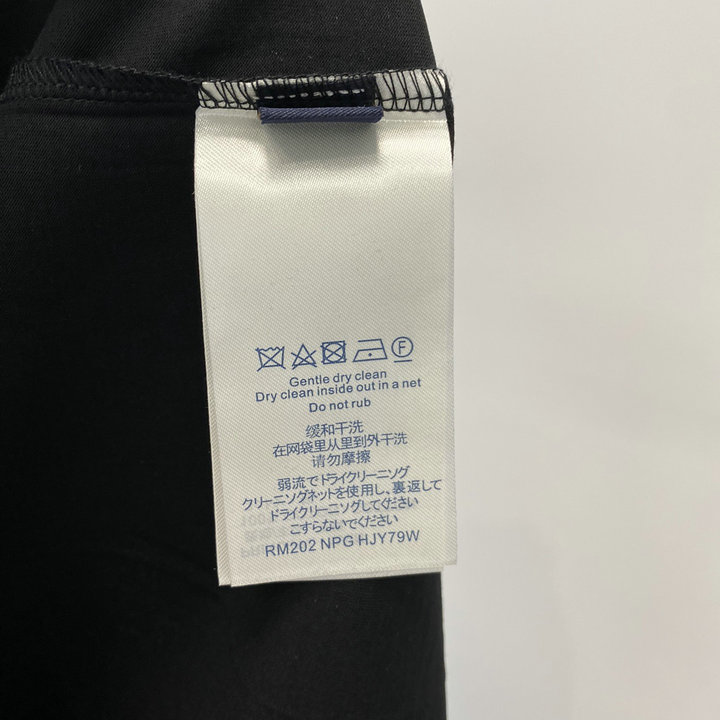 F
Gentle dry clean
Dry clean inside out in a net
Do not rub
缓和干洗
在网袋里从里到外干洗
请勿摩擦
弱流でドライクリーニソグ
クリーニソグネットを使用し、裏返して
ドライクリーニソグしてください
こすらないでください
RM202 NPG HJY79W